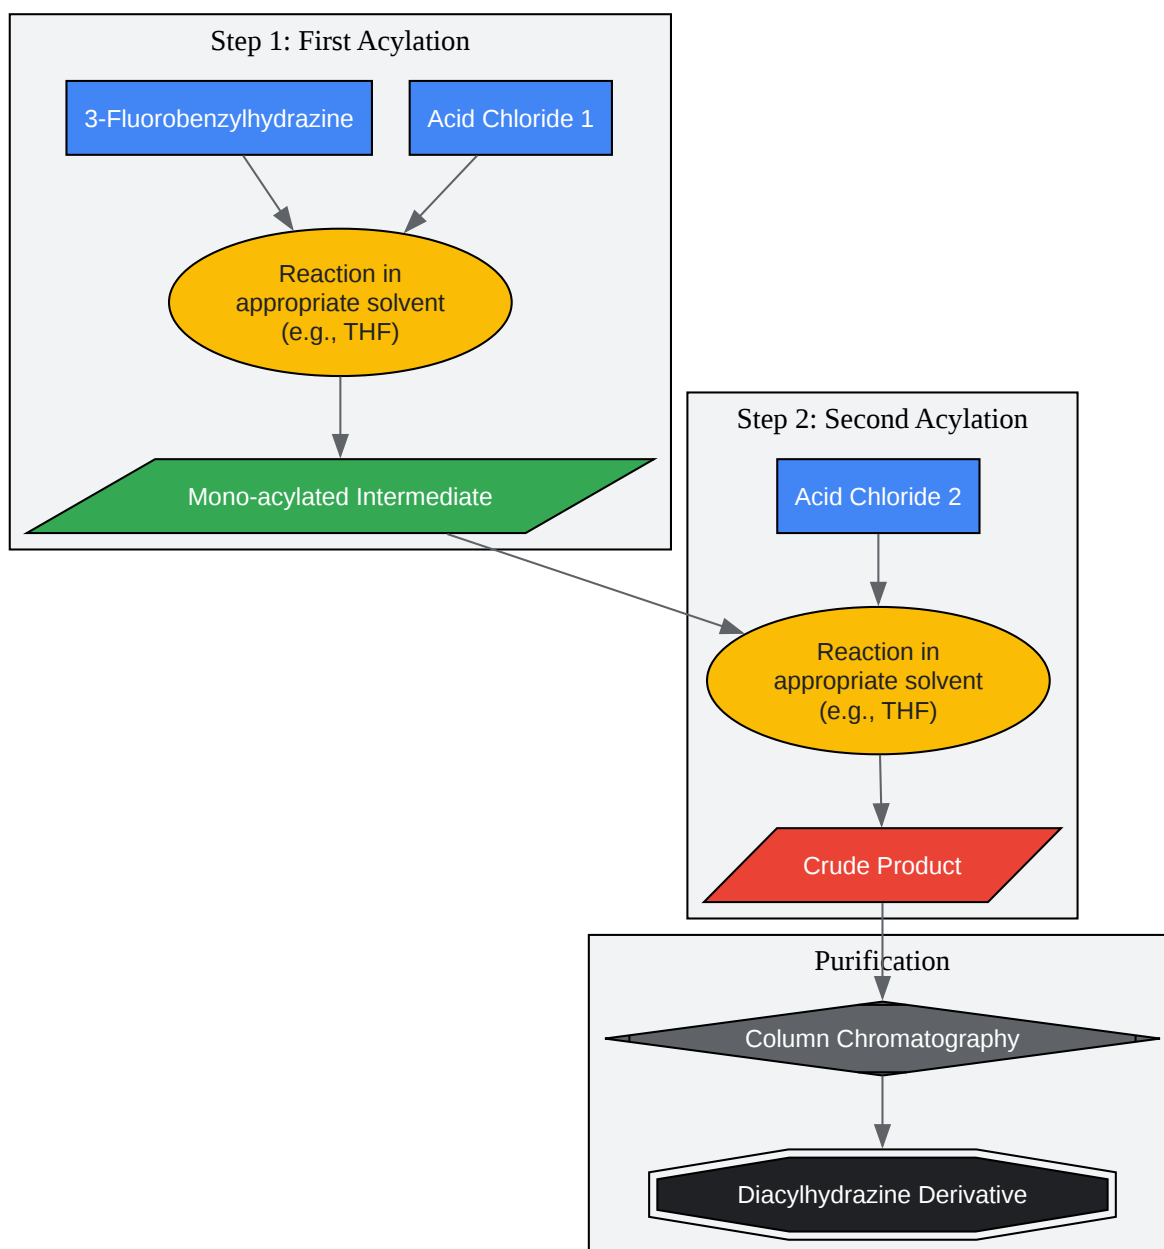 Step 1: First Acylation
3-Fluorobenzylhydrazine
Acid Chloride 1
Reaction in
appropriate solvent
(e.g., THF)
Mono-acylated Intermediate
Step 2: Second Acylation
Acid Chloride 2
Reaction in
appropriate solvent
(e.g., THF)
Crude Product
Purification
Column Chromatography
Diacylhydrazine Derivative